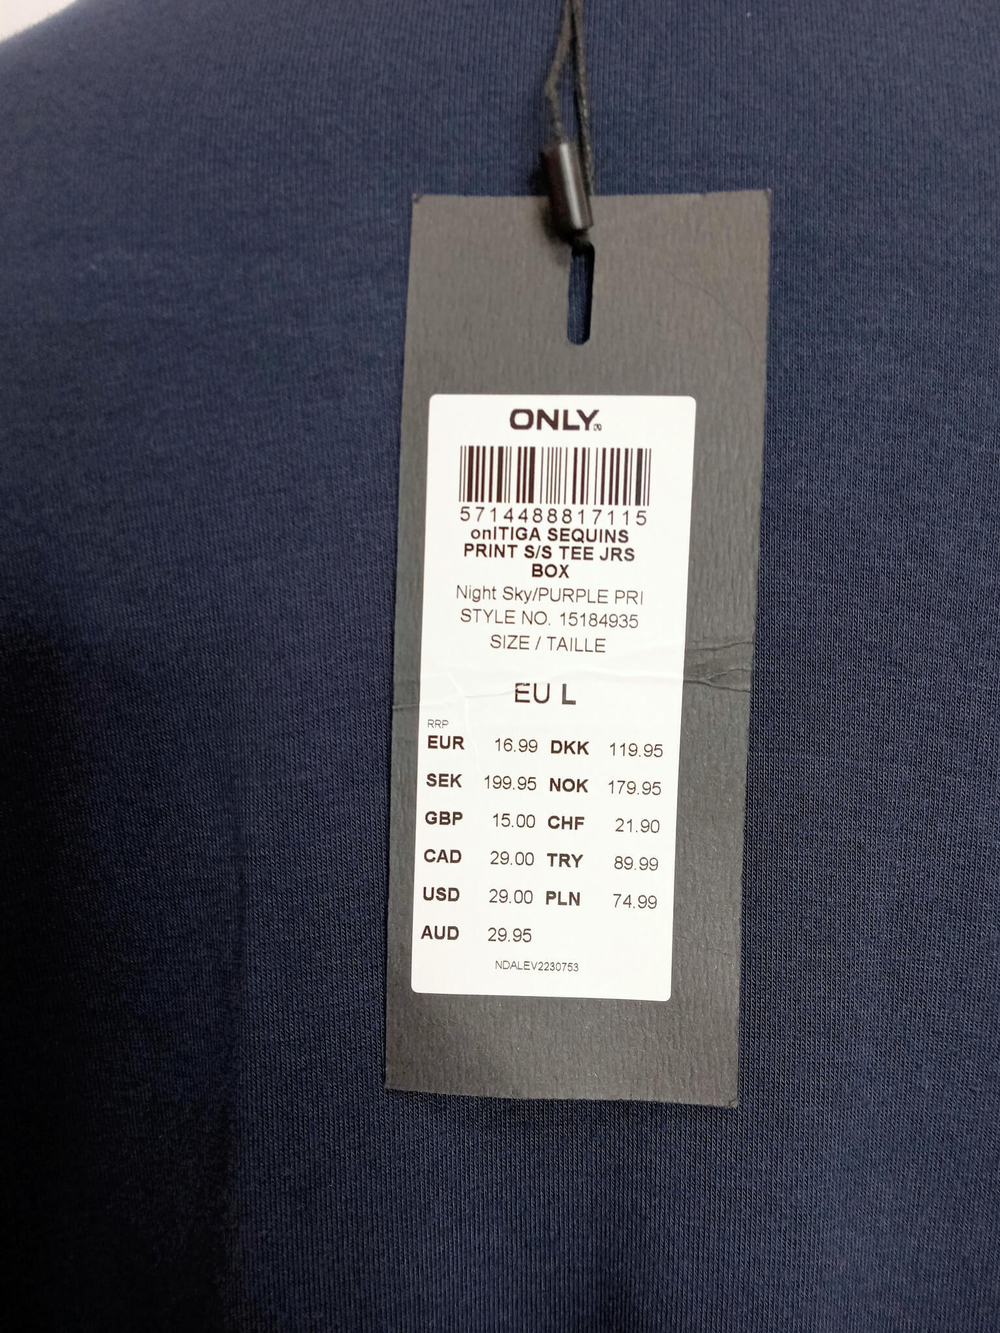 ONLY
5714488817115
onlTIGA SEQUINS
PRINT S/S TEE JRS
BOX
Night Sky/PURPLE PRI
STYLE NO. 15184935
SIZE / TAILLE
EU L
RRP
EUR 16.99 DKK 119.95
SEK 199.95 NOK 179.95
GBP 15.00 CHF 21.90
CAD 29.00 TRY 89.99
USD 29.00 PLN 74.99
AUD 29.95
NDALEV2230753